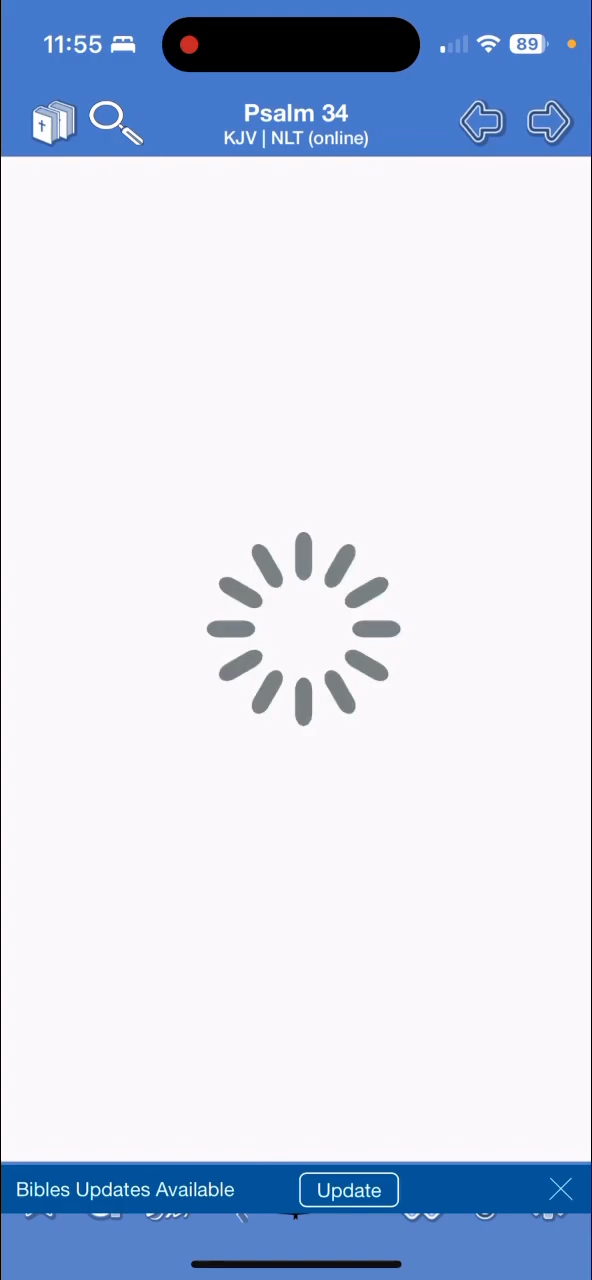 11:55
89
Psalm 34
KJV | NLT (online)
Bibles Updates Available
Update